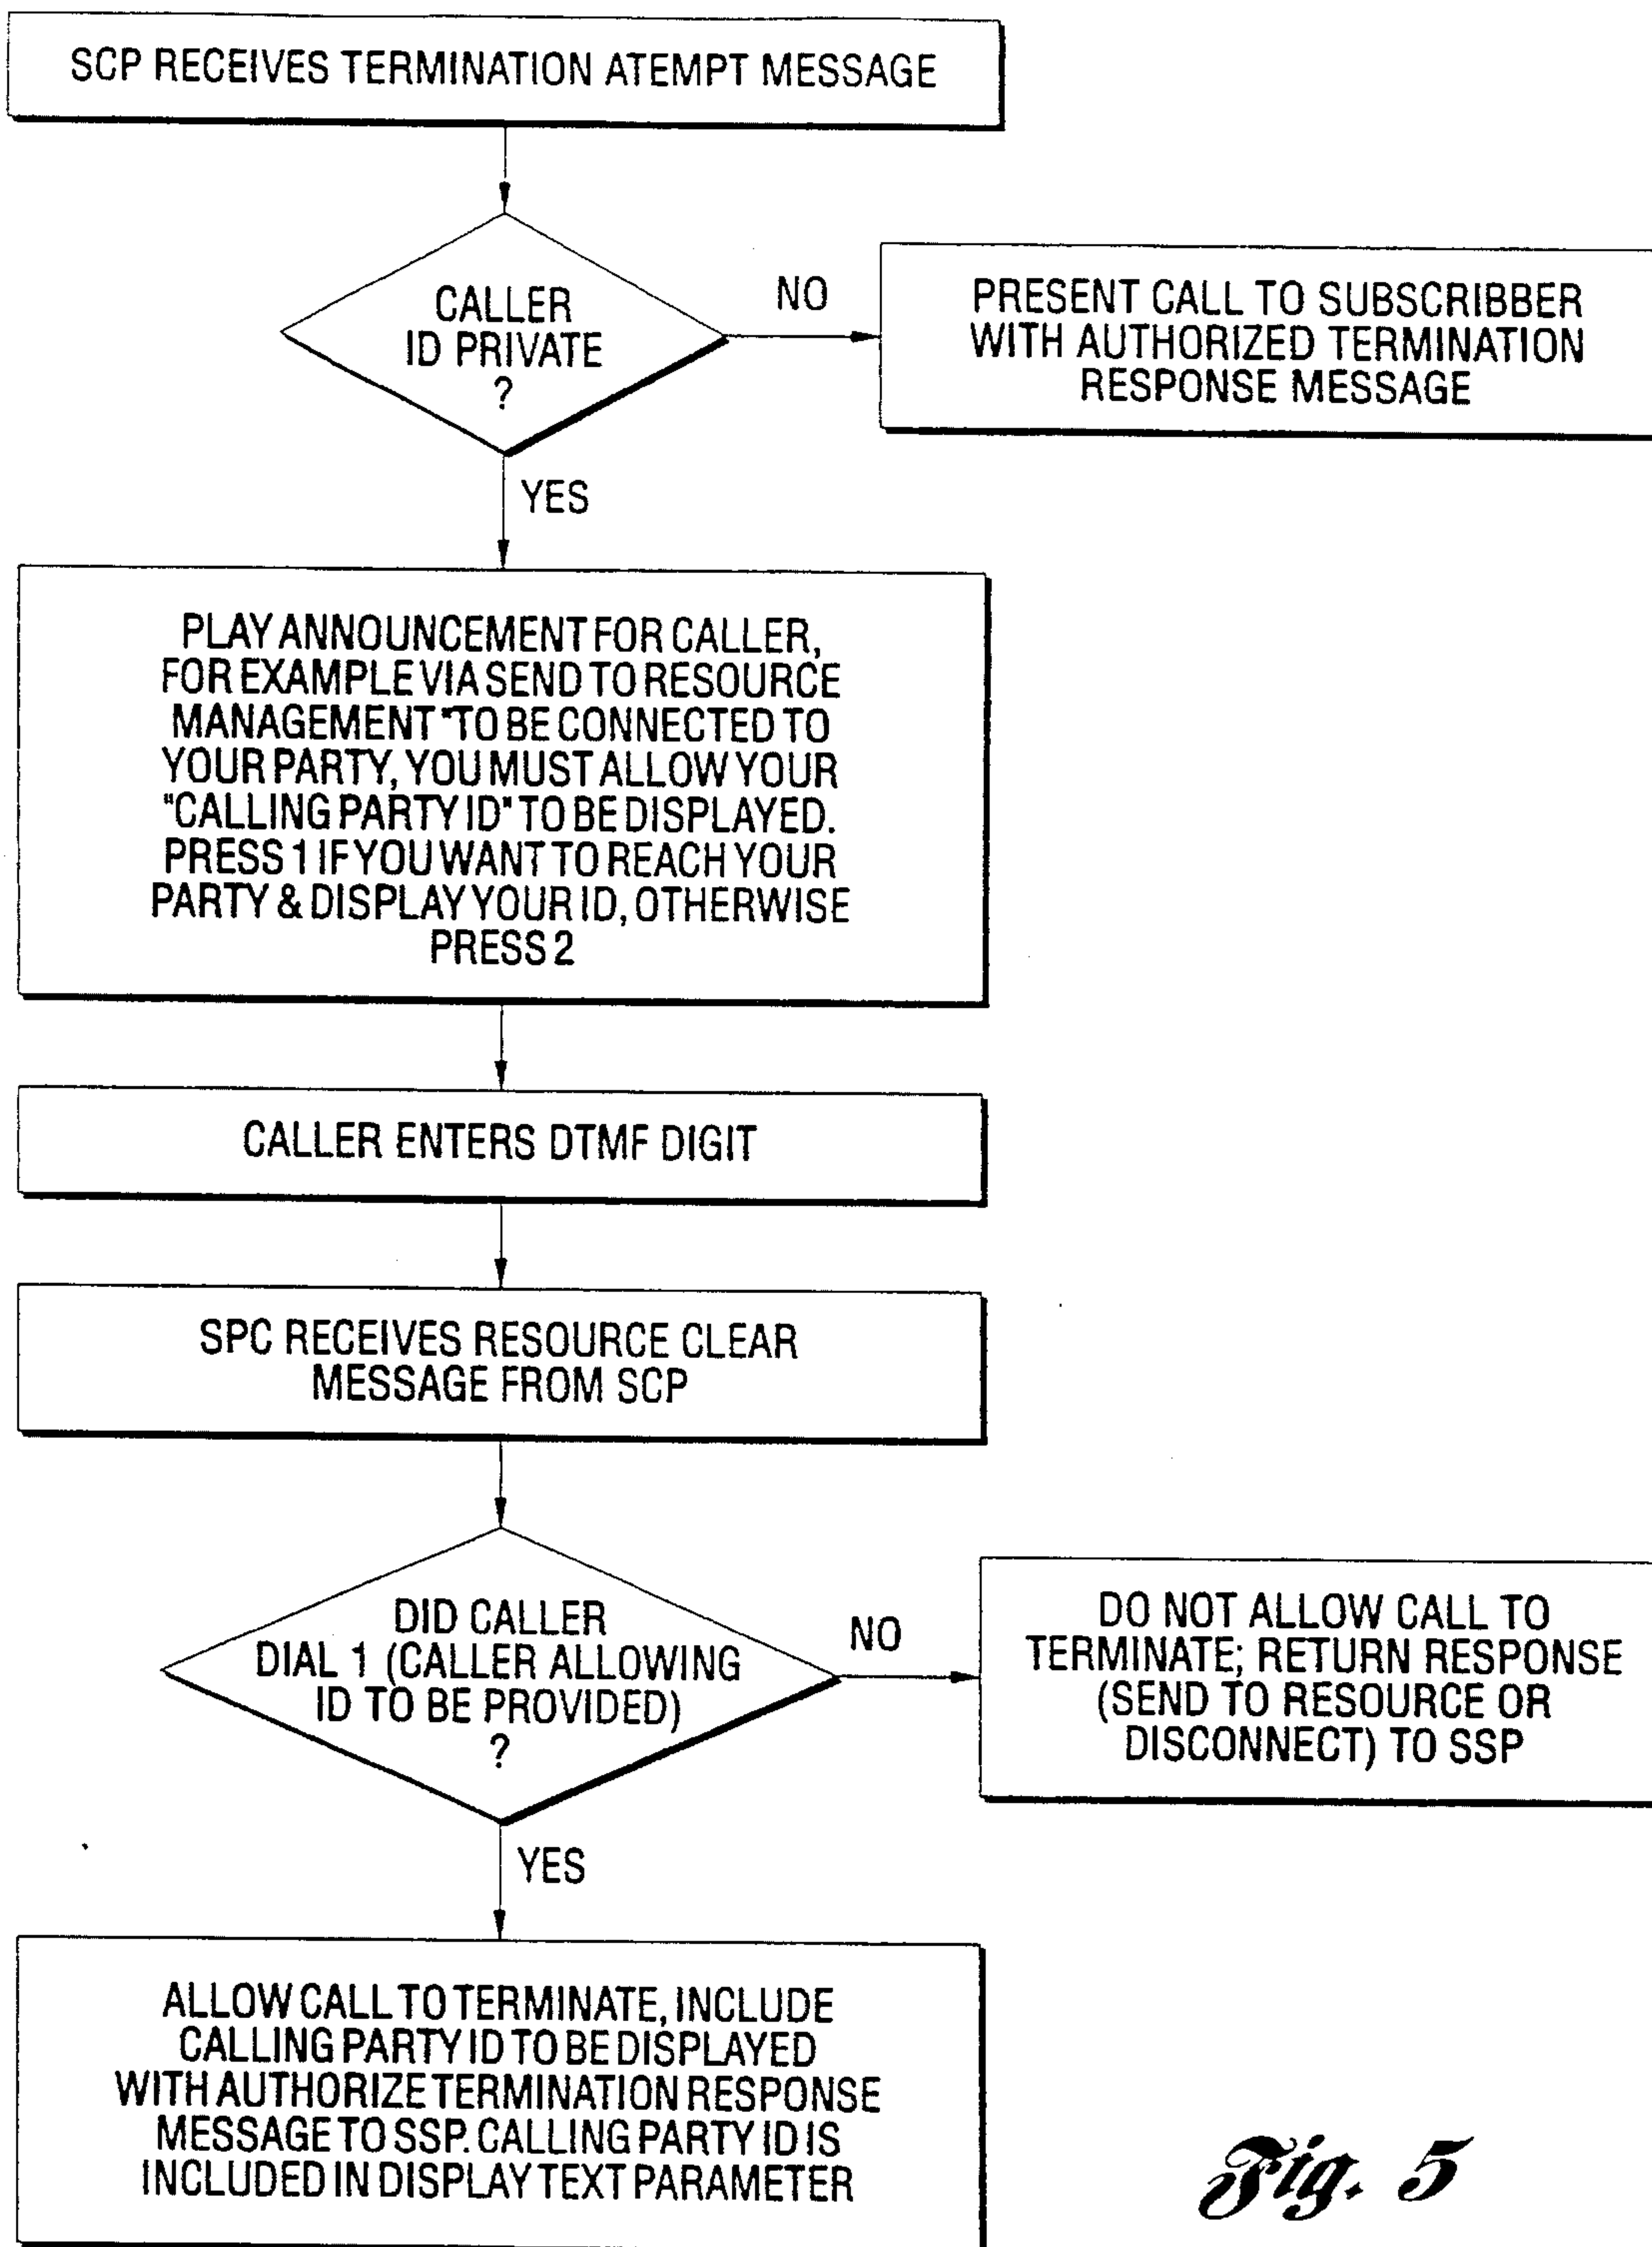 SCP RECEIVES TERMINATION ATEMPT MESSAGE
CALLER
ID PRIVATE
?
NO
PRESENT CALL TO SUBSCRIBBER
WITH AUTHORIZED TERMINATION
RESPONSE MESSAGE
YES
PLAY ANNOUNCEMENT FOR CALLER,
FOR EXAMPLE VIA SEND TO RESOURCE
MANAGEMENT "TO BE CONNECTED TO
YOUR PARTY, YOU MUST ALLOW YOUR
"CALLING PARTY ID" TO BE DISPLAYED.
PRESS 1 IF YOU WANT TO REACH YOUR
PARTY & DISPLAY YOUR ID, OTHERWISE
PRESS 2
CALLER ENTERS DTMF DIGIT
SPC RECEIVES RESOURCE CLEAR
MESSAGE FROM SCP
DID CALLER
DIAL 1 (CALLER ALLOWING
ID TO BE PROVIDED)
?
NO
DO NOT ALLOW CALL TO
TERMINATE; RETURN RESPONSE
(SEND TO RESOURCE OR
DISCONNECT) TO SSP
YES
ALLOW CALL TO TERMINATE, INCLUDE
CALLING PARTY ID TO BE DISPLAYED
WITH AUTHORIZE TERMINATION RESPONSE
MESSAGE TO SSP. CALLING PARTY ID IS
INCLUDED IN DISPLAY TEXT PARAMETER
Fig. 5